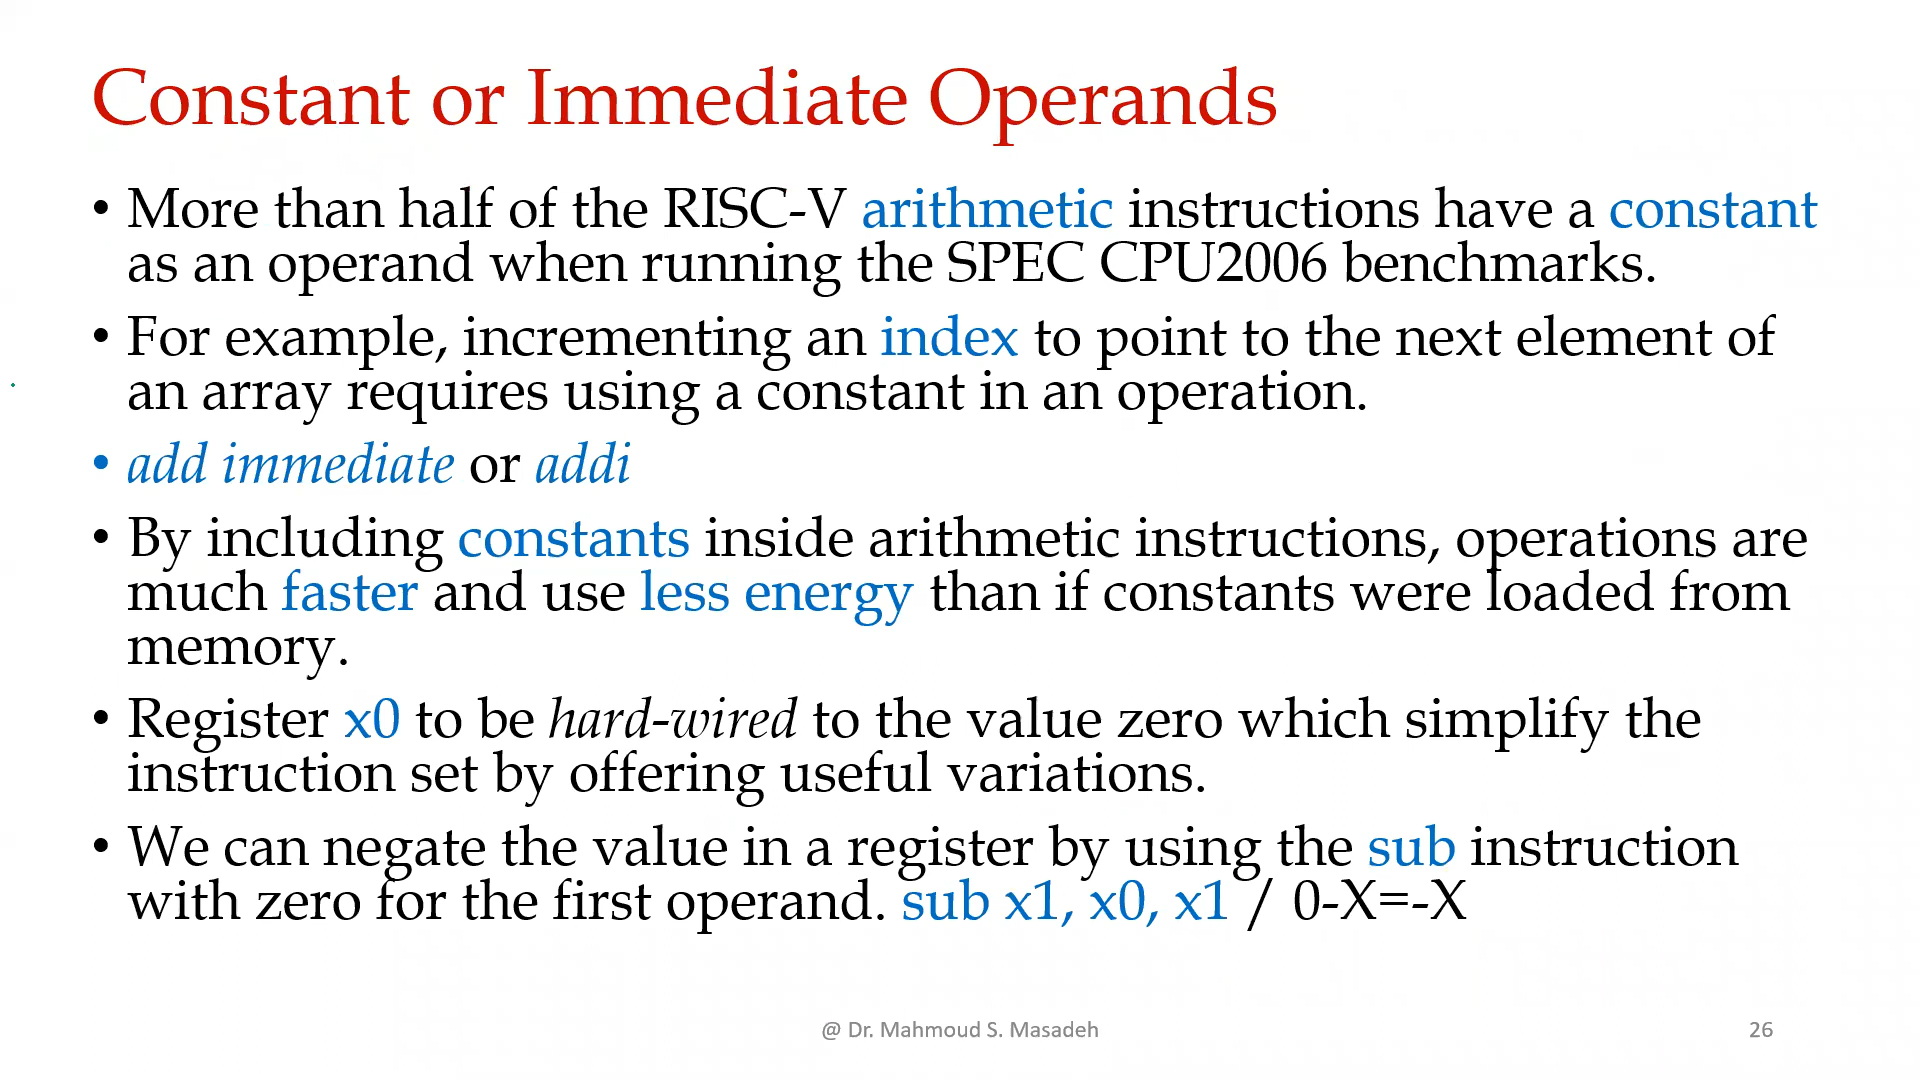 Constant or Immediate Operands
• More than half of the RISC-V arithmetic instructions have a constant
as an operand when running the SPEC CPU2006 benchmarks.
• For example, incrementing an index to point to the next element of
an array requires using a constant in an operation.
• add immediate or addi
• By including constants inside arithmetic instructions, operations are
much faster and use less energy than if constants were loaded from
memory.
• Register x0 to be hard-wired to the value zero which simplify the
instruction set by offering useful variations.
• We can negate the value in a register by using the sub instruction
with zero for the first operand. sub x1, x0, x1 / 0-X=-X
@ Dr. Mahmoud S. Masadeh
26